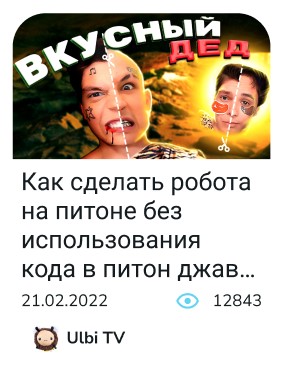 ВКУСНЫЙ
ДЕД
Как сделать робота
на питоне без
использования
кода в питон джав...
21.02.2022 12843
Ulbi TV